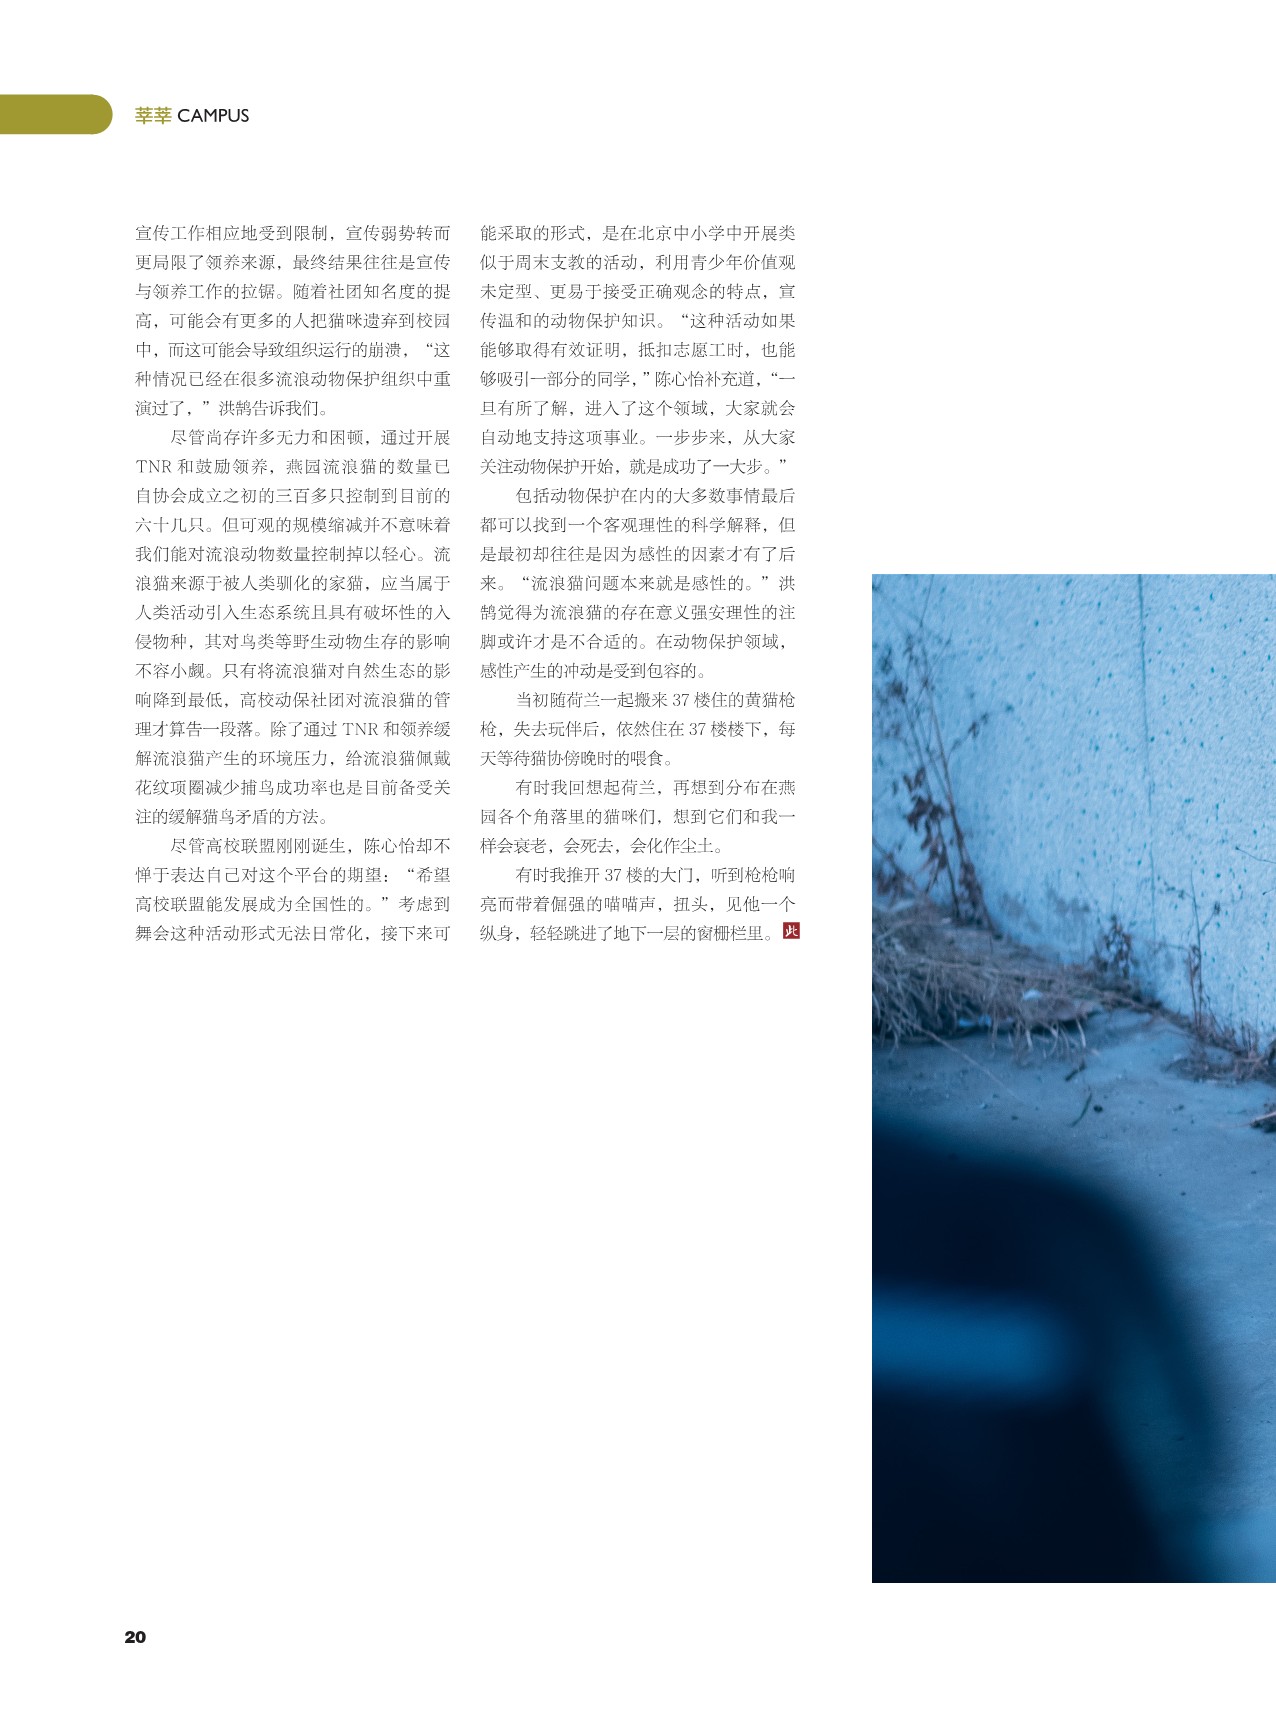 莘莘 CAMPUS
宣传工作相应地受到限制，宣传弱势转而
更局限了领养来源，最终结果往往是宣传
与领养工作的拉锯。随着社团知名度的提
高，可能会有更多的人把猫咪遗弃到校园
中，而这可能会导致组织运行的崩溃，“这
种情况已经在很多流浪动物保护组织中重
演过了，”洪鹄告诉我们。
尽管尚存许多无力和困顿，通过开展
TNR 和鼓励领养，燕园流浪猫的数量已
自协会成立之初的三百多只控制到目前的
六十几只。但可观的规模缩减并不意味着
我们能对流浪动物数量控制掉以轻心。流
浪猫来源于被人类驯化的家猫，应当属于
人类活动引入生态系统且具有破坏性的入
侵物种，其对鸟类等野生动物生存的影响
不容小觑。只有将流浪猫对自然生态的影
响降到最低，高校动保社团对流浪猫的管
理才算告一段落。除了通过 TNR 和领养缓
解流浪猫产生的环境压力，给流浪猫佩戴
花纹项圈减少捕鸟成功率也是目前备受关
注的缓解猫鸟矛盾的方法。
尽管高校联盟刚刚诞生，陈心怡却不
惮于表达自己对这个平台的期望：“希望
高校联盟能发展成为全国性的。”考虑到
舞会这种活动形式无法日常化，接下来可
能采取的形式，是在北京中小学中开展类
似于周末支教的活动，利用青少年价值观
未定型、更易于接受正确观念的特点，宣
传温和的动物保护知识。“这种活动如果
能够取得有效证明，抵扣志愿工时，也能
够吸引一部分的同学，”陈心怡补充道，“一
旦有所了解，进入了这个领域，大家就会
自动地支持这项事业。一步步来，从大家
关注动物保护开始，就是成功了一大步。”
包括动物保护在内的大多数事情最后
都可以找到一个客观理性的科学解释，但
是最初却往往是因为感性的因素才有了后
来。“流浪猫问题本来就是感性的。”洪
鹄觉得为流浪猫的存在意义强安理性的注
脚或许才是不合适的。在动物保护领域，
感性产生的冲动是受到包容的。
当初随荷兰一起搬来 37 楼住的黄猫枪
枪，失去玩伴后，依然住在 37 楼楼下，每
天等待猫协傍晚时的喂食。
有时我回想起荷兰，再想到分布在燕
园各个角落里的猫咪们，想到它们和我一
样会衰老，会死去，会化作尘土。
有时我推开 37 楼的大门，听到枪枪响
亮而带着倔强的喵喵声，扭头，见他一个
纵身，轻轻跳进了地下一层的窗栅栏里。此
20